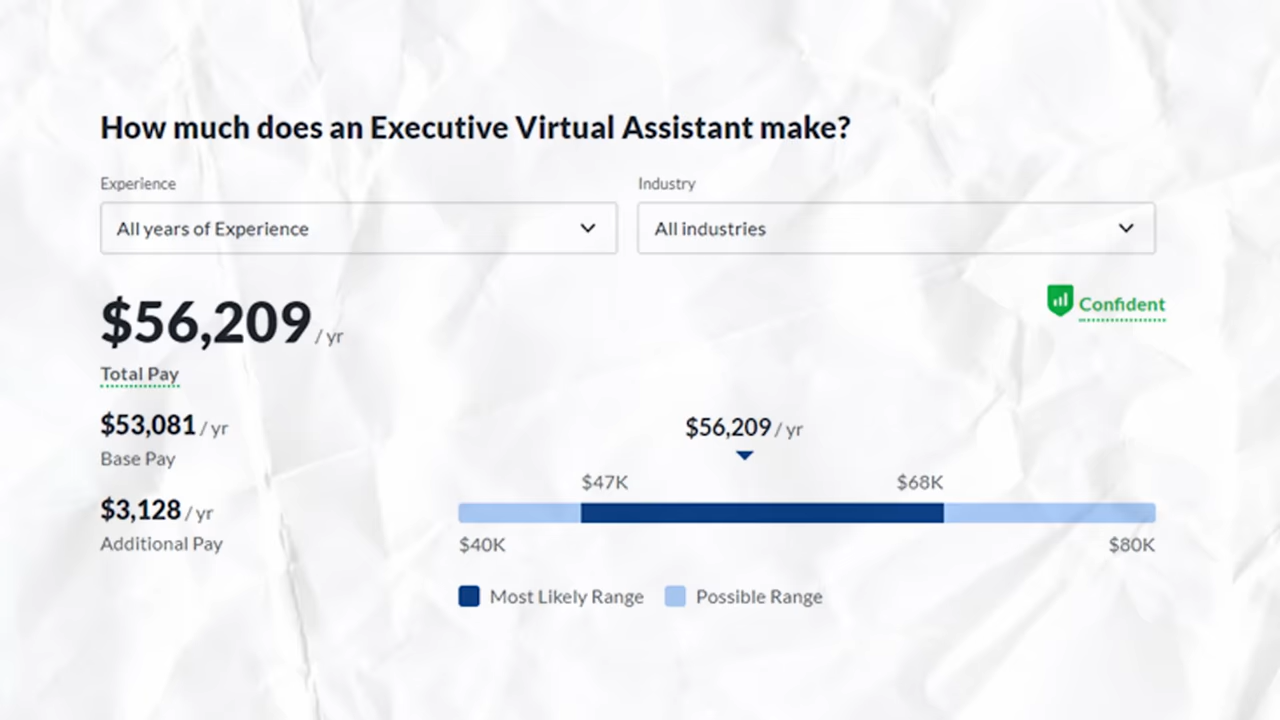 How much does an Executive Virtual Assistant make?
Experience
Industry
All years of Experience
All industries
$56,209 / yr
Confident
Total Pay
$53,081 / yr
Base Pay
$3,128 / yr
Additional Pay
$56,209 / yr
$47K
$68K
$40K
$80K
Most Likely Range
Possible Range